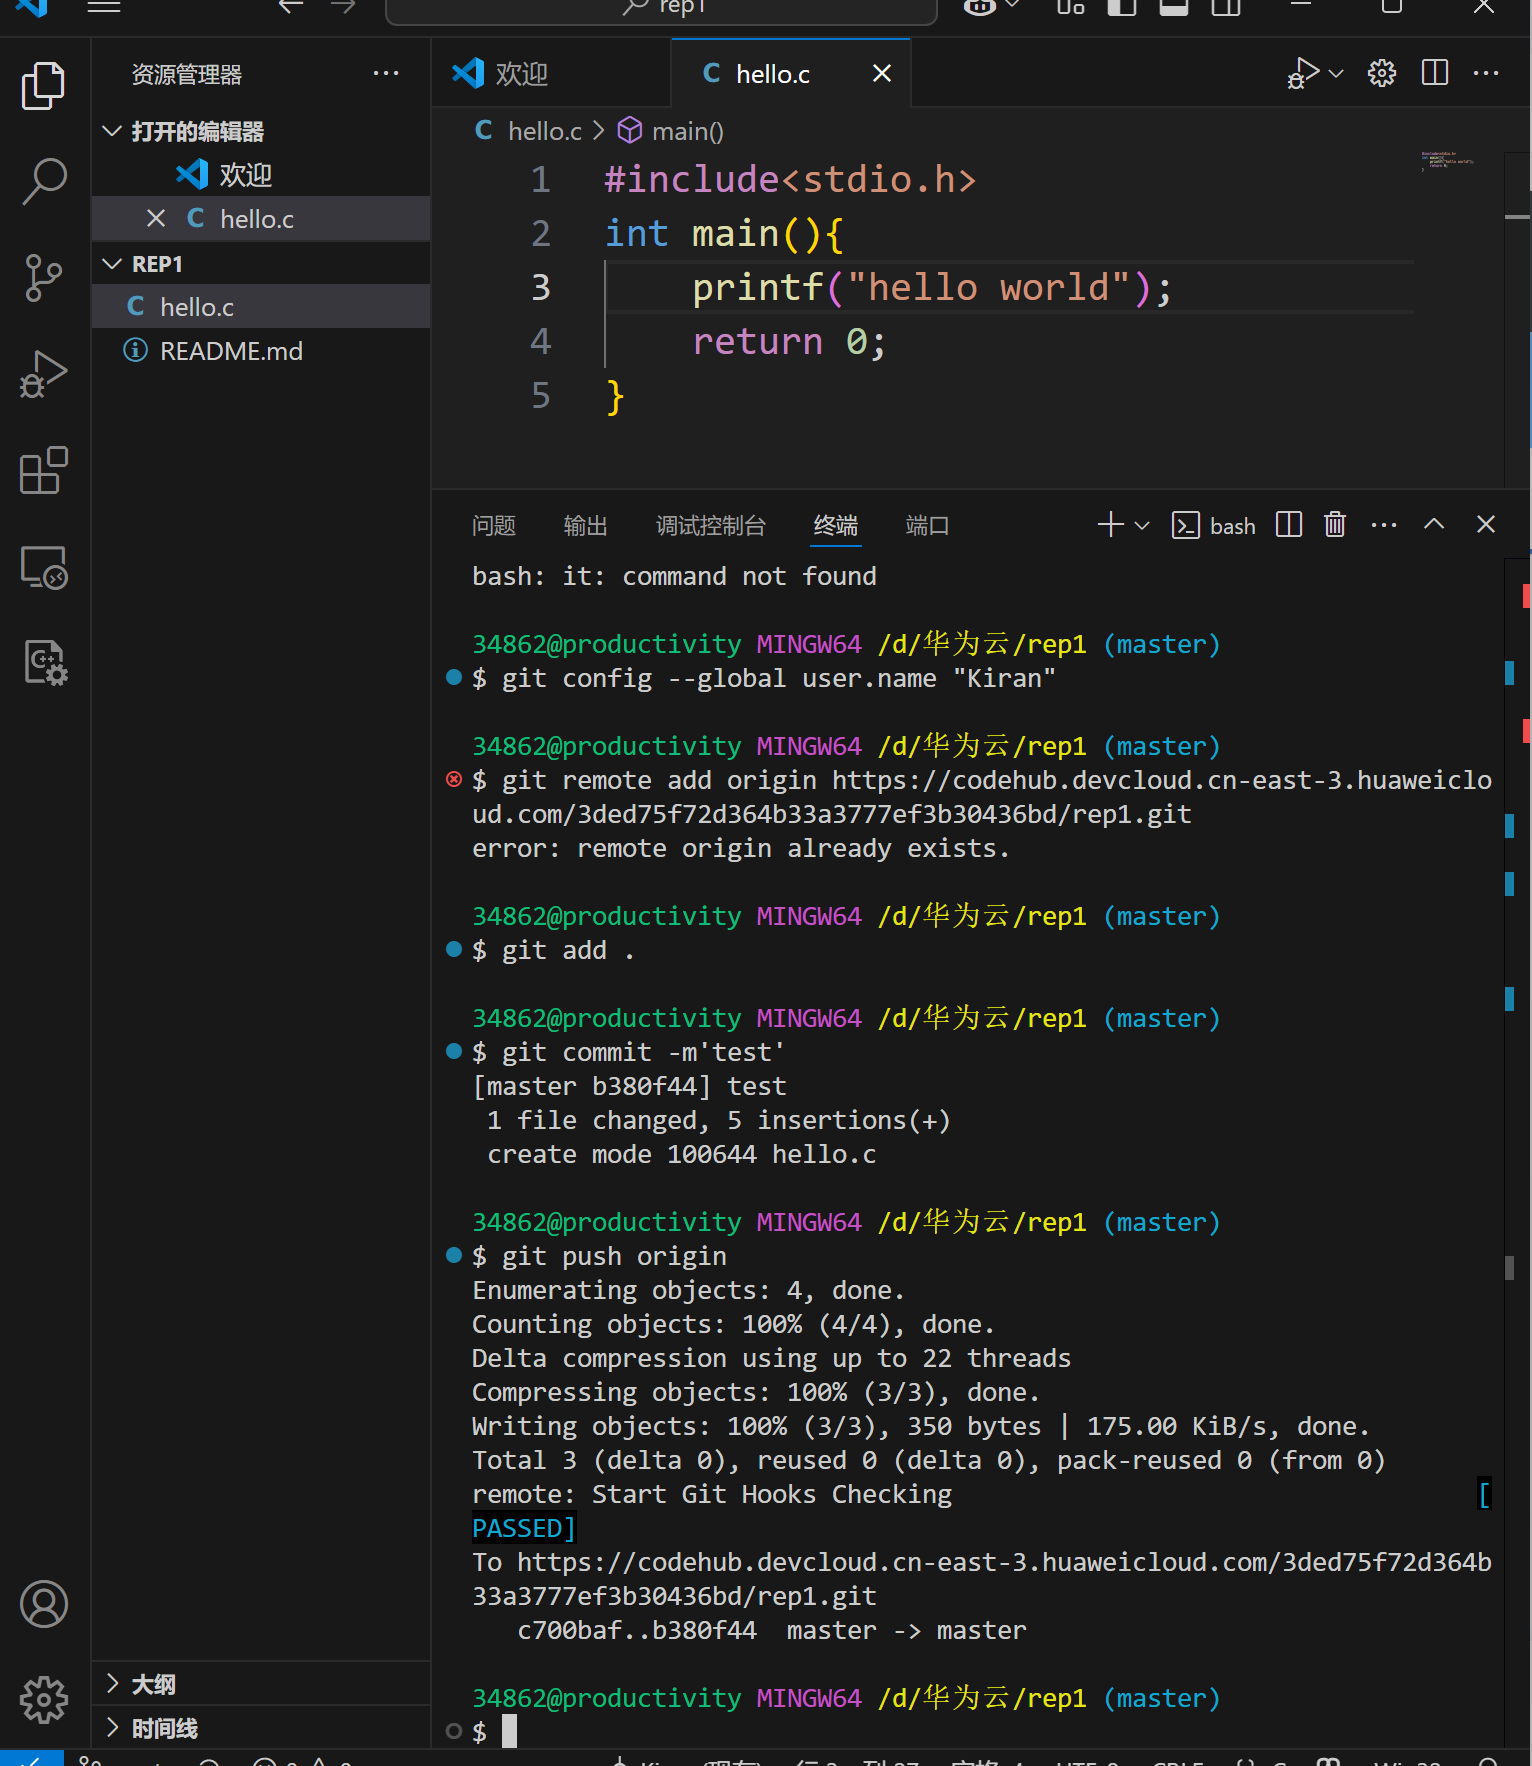 rep1
资源管理器
打开的编辑器
欢迎
hello.c
REP1
hello.c
README.md
大纲
时间线
欢迎
hello.c
hello.c > main()
1 #include<stdio.h>
2 int main(){
3     printf("hello world");
4     return 0;
5 }
问题 输出 调试控制台 终端 端口 bash
bash: it: command not found
34862@productivity MINGW64 /d/华为云/rep1 (master)
$ git config --global user.name "Kiran"
34862@productivity MINGW64 /d/华为云/rep1 (master)
$ git remote add origin https://codehub.devcloud.cn-east-3.huaweiclo
ud.com/3ded75f72d364b33a3777ef3b30436bd/rep1.git
error: remote origin already exists.
34862@productivity MINGW64 /d/华为云/rep1 (master)
$ git add .
34862@productivity MINGW64 /d/华为云/rep1 (master)
$ git commit -m'test'
[master b380f44] test
 1 file changed, 5 insertions(+)
 create mode 100644 hello.c
34862@productivity MINGW64 /d/华为云/rep1 (master)
$ git push origin
Enumerating objects: 4, done.
Counting objects: 100% (4/4), done.
Delta compression using up to 22 threads
Compressing objects: 100% (3/3), done.
Writing objects: 100% (3/3), 350 bytes | 175.00 KiB/s, done.
Total 3 (delta 0), reused 0 (delta 0), pack-reused 0 (from 0)
remote: Start Git Hooks Checking [
PASSED]
To https://codehub.devcloud.cn-east-3.huaweicloud.com/3ded75f72d364b
33a3777ef3b30436bd/rep1.git
   c700baf..b380f44  master -> master
34862@productivity MINGW64 /d/华为云/rep1 (master)
$